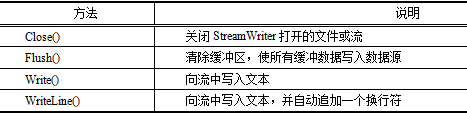 方法 说明
Close() 关闭 StreamWriter 打开的文件或流
Flush() 清除缓冲区，使所有缓冲数据写入数据源
Write() 向流中写入文本
WriteLine() 向流中写入文本，并自动追加一个换行符